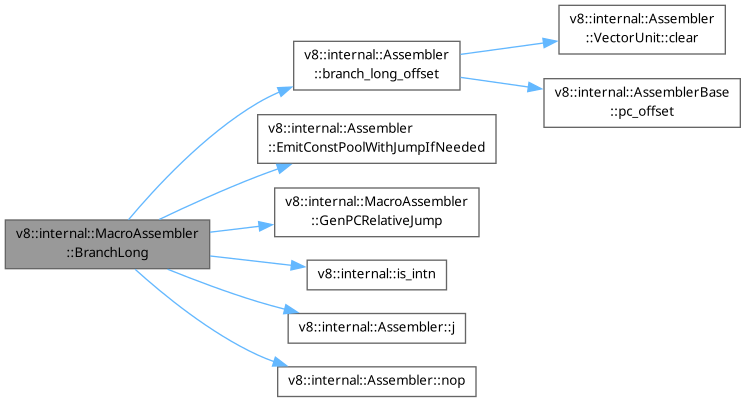 v8::internal::MacroAssembler
::BranchLong
v8::internal::Assembler
::branch_long_offset
v8::internal::Assembler
::VectorUnit::clear
v8::internal::AssemblerBase
::pc_offset
v8::internal::Assembler
::EmitConstPoolWithJumpIfNeeded
v8::internal::MacroAssembler
::GenPCRelativeJump
v8::internal::is_intn
v8::internal::Assembler::j
v8::internal::Assembler::nop